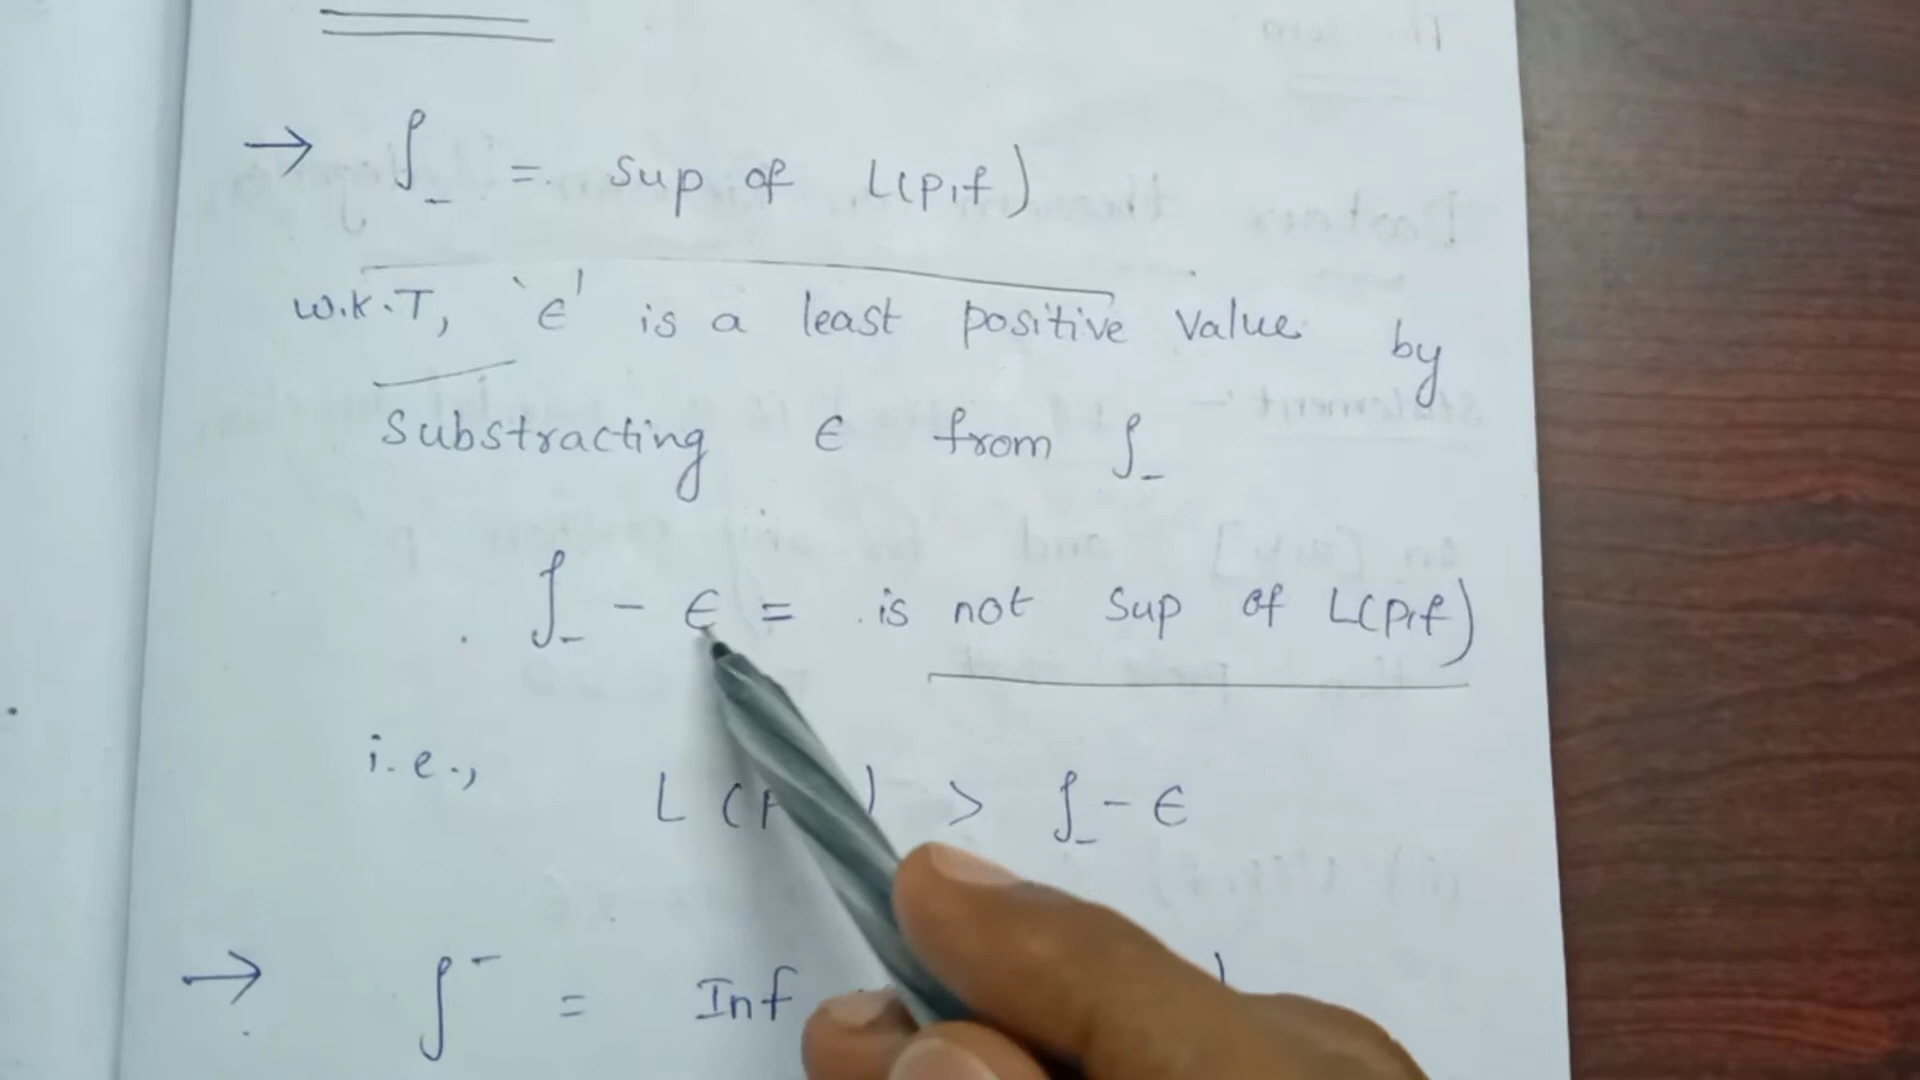 → ∫_ = sup of L(P,f)
w.k.T, 'ϵ' is a least positive value by
substracting ϵ from ∫_
∫_ - ϵ = is not sup of L(P,f)
i.e., L(P ) > ∫_ - ϵ
→ ∫⁻ = Inf